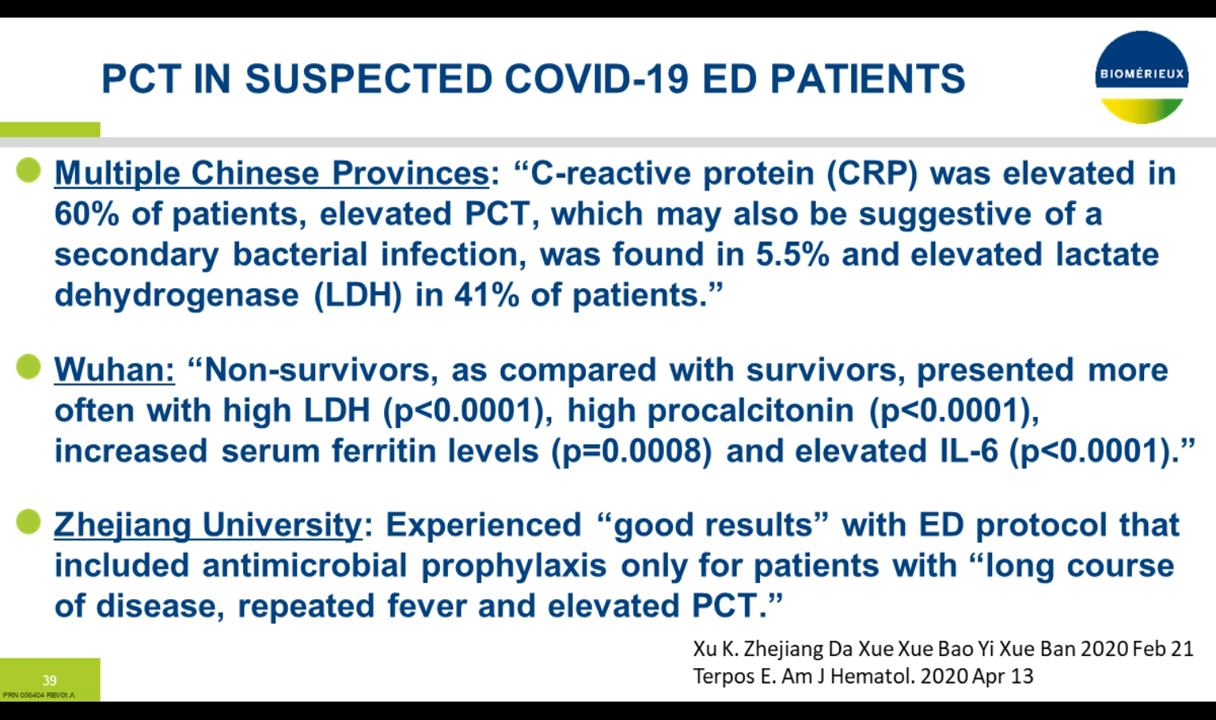 PCT IN SUSPECTED COVID-19 ED PATIENTS
BIOMÉRIEUX
Multiple Chinese Provinces: “C-reactive protein (CRP) was elevated in
60% of patients, elevated PCT, which may also be suggestive of a
secondary bacterial infection, was found in 5.5% and elevated lactate
dehydrogenase (LDH) in 41% of patients.”
Wuhan: “Non-survivors, as compared with survivors, presented more
often with high LDH (p<0.0001), high procalcitonin (p<0.0001),
increased serum ferritin levels (p=0.0008) and elevated IL-6 (p<0.0001).”
Zhejiang University: Experienced “good results” with ED protocol that
included antimicrobial prophylaxis only for patients with “long course
of disease, repeated fever and elevated PCT.”
Xu K. Zhejiang Da Xue Xue Bao Yi Xue Ban 2020 Feb 21
Terpos E. Am J Hematol. 2020 Apr 13
39
PRN 056404 REV01.A